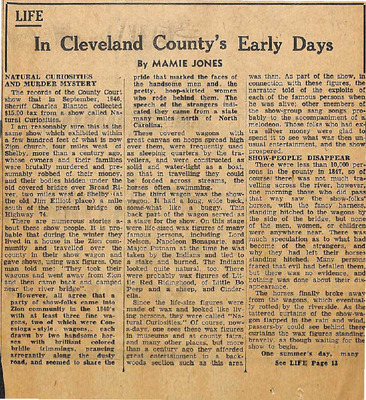 LIFE
In Cleveland County's Early Days
By MAMIE JONES
NATURAL CURIOSITIES
AND MURDER MYSTERY
The records of the County Court
show that in September, 1846,
Sheriff Charles Blanton collected
$15.00 tax from a show called Na-
tural Curiosities.
I am reasonably sure this is the
same show which exhibited within
a few hundred feet of what is now
Zion church, four miles west of
Shelby, more than a century ago,
whose owners and their families
were brutally murdered and pre-
sumably robbed of their money,
and their bodies hidden under the
old covered bridge over Broad Ri-
ver, two miles west of Shelby (at
the old Jim Elliott place) a mile
south of the present bridge on
Highway 74.
There are numerous stories a-
bout these show people. It is pro-
bable that during the winter they
lived in a house in the Zion com-
munity and travelled over the
county in their show wagon and
gave shows, using wax figures. One
man told me: "They took their
wagons and went away from Zion
and then came back and camped
near the river bridge".
However, all agree that a
party of show-folks came into
Zion community in the 1840's
with at least three fine wa-
gons, two of which were Con-
estoga-style wagons, each
drawn by two handsome hor-
ses with brilliant colored
bridle trimmings, prancing
arrogantly along the dusty
road, and seemed to share the
pride that marked the faces of
the handsome men and the
pretty, hoop-skirted women
who rode behind them. The
speech of the strangers indi-
cated they came from a state
many miles north of North
Carolina.
These covered wagons with
great canvas on hoops spread high
over them, were frequently used
as sleeping quarters by the tra-
vellers, and were constructed as
solid and water-tight as a boat,
so that in travelling they could
be forded across streams, the
horses often swimming.
The third wagon was the show-
wagon. It had a long, wide back,
somewhat like a buggy. This
back part of the wagon served as
a stage for the show. On this stage
were life-sized wax figures of many
famous persons, including Lord
Nelson, Napoleon Bonaparte, and
Major Putnam at the time he was
taken by the Indians and tied to
a stake and burned. The Indians
looked quite natural, too. There
were probably wax figures of Lit-
tle Red Ridinghood, of Little Bo
Peep and a sheep, and Cinder-
ella.
Since the life-size figures were
made of wax and looked like liv-
ing persons, they were called "Na-
tural Curiosities." Of course, now-
a-days, one sees these wax figures
in museums and at county fairs,
and many other places, but more
than a century ago they afforded
great entertainment in a back-
woods section such as this area
was than. As part of the show, in
connection with these figures, the
narrator told of the exploits of
each of the famous persons when
he was alive; other members of
the show-group sang songs pro-
bably to the accompaniment of a
melodeon. Those folks who had ex-
tra silver money were glad to
spend it to see what was then un-
usual entertainment, and the show
prospered.
SHOW-PEOPLE DISAPPEAR
There were less than 10,000 per-
sons in the county in 1847, so of
course there was not much tra-
velling across the river, however,
one morning those who did pass
that way saw the show-folks'
horses, with the fancy harness,
standing hitched to the wagons by
the side of the bridge, but none
of the men, women, or children
were anywhere near. There was
much speculation as to what had
become of the strangers, and
why they had left their horses
standing hitched. Many persons
feared that evil had befallen them,
but there was no evidence, and
nothing was done about their dis-
appearance.
The horses finally broke away
from the wagons, which eventual-
ly rotted by the riverside. As the
tattered curtains of the show-wa-
gon flapped in the rain and wind,
passers-by could see behind these
curtains the wax figures standing,
bravely, as though waiting for the
show to begin.
One summer's day, many
See LIFE Page 12